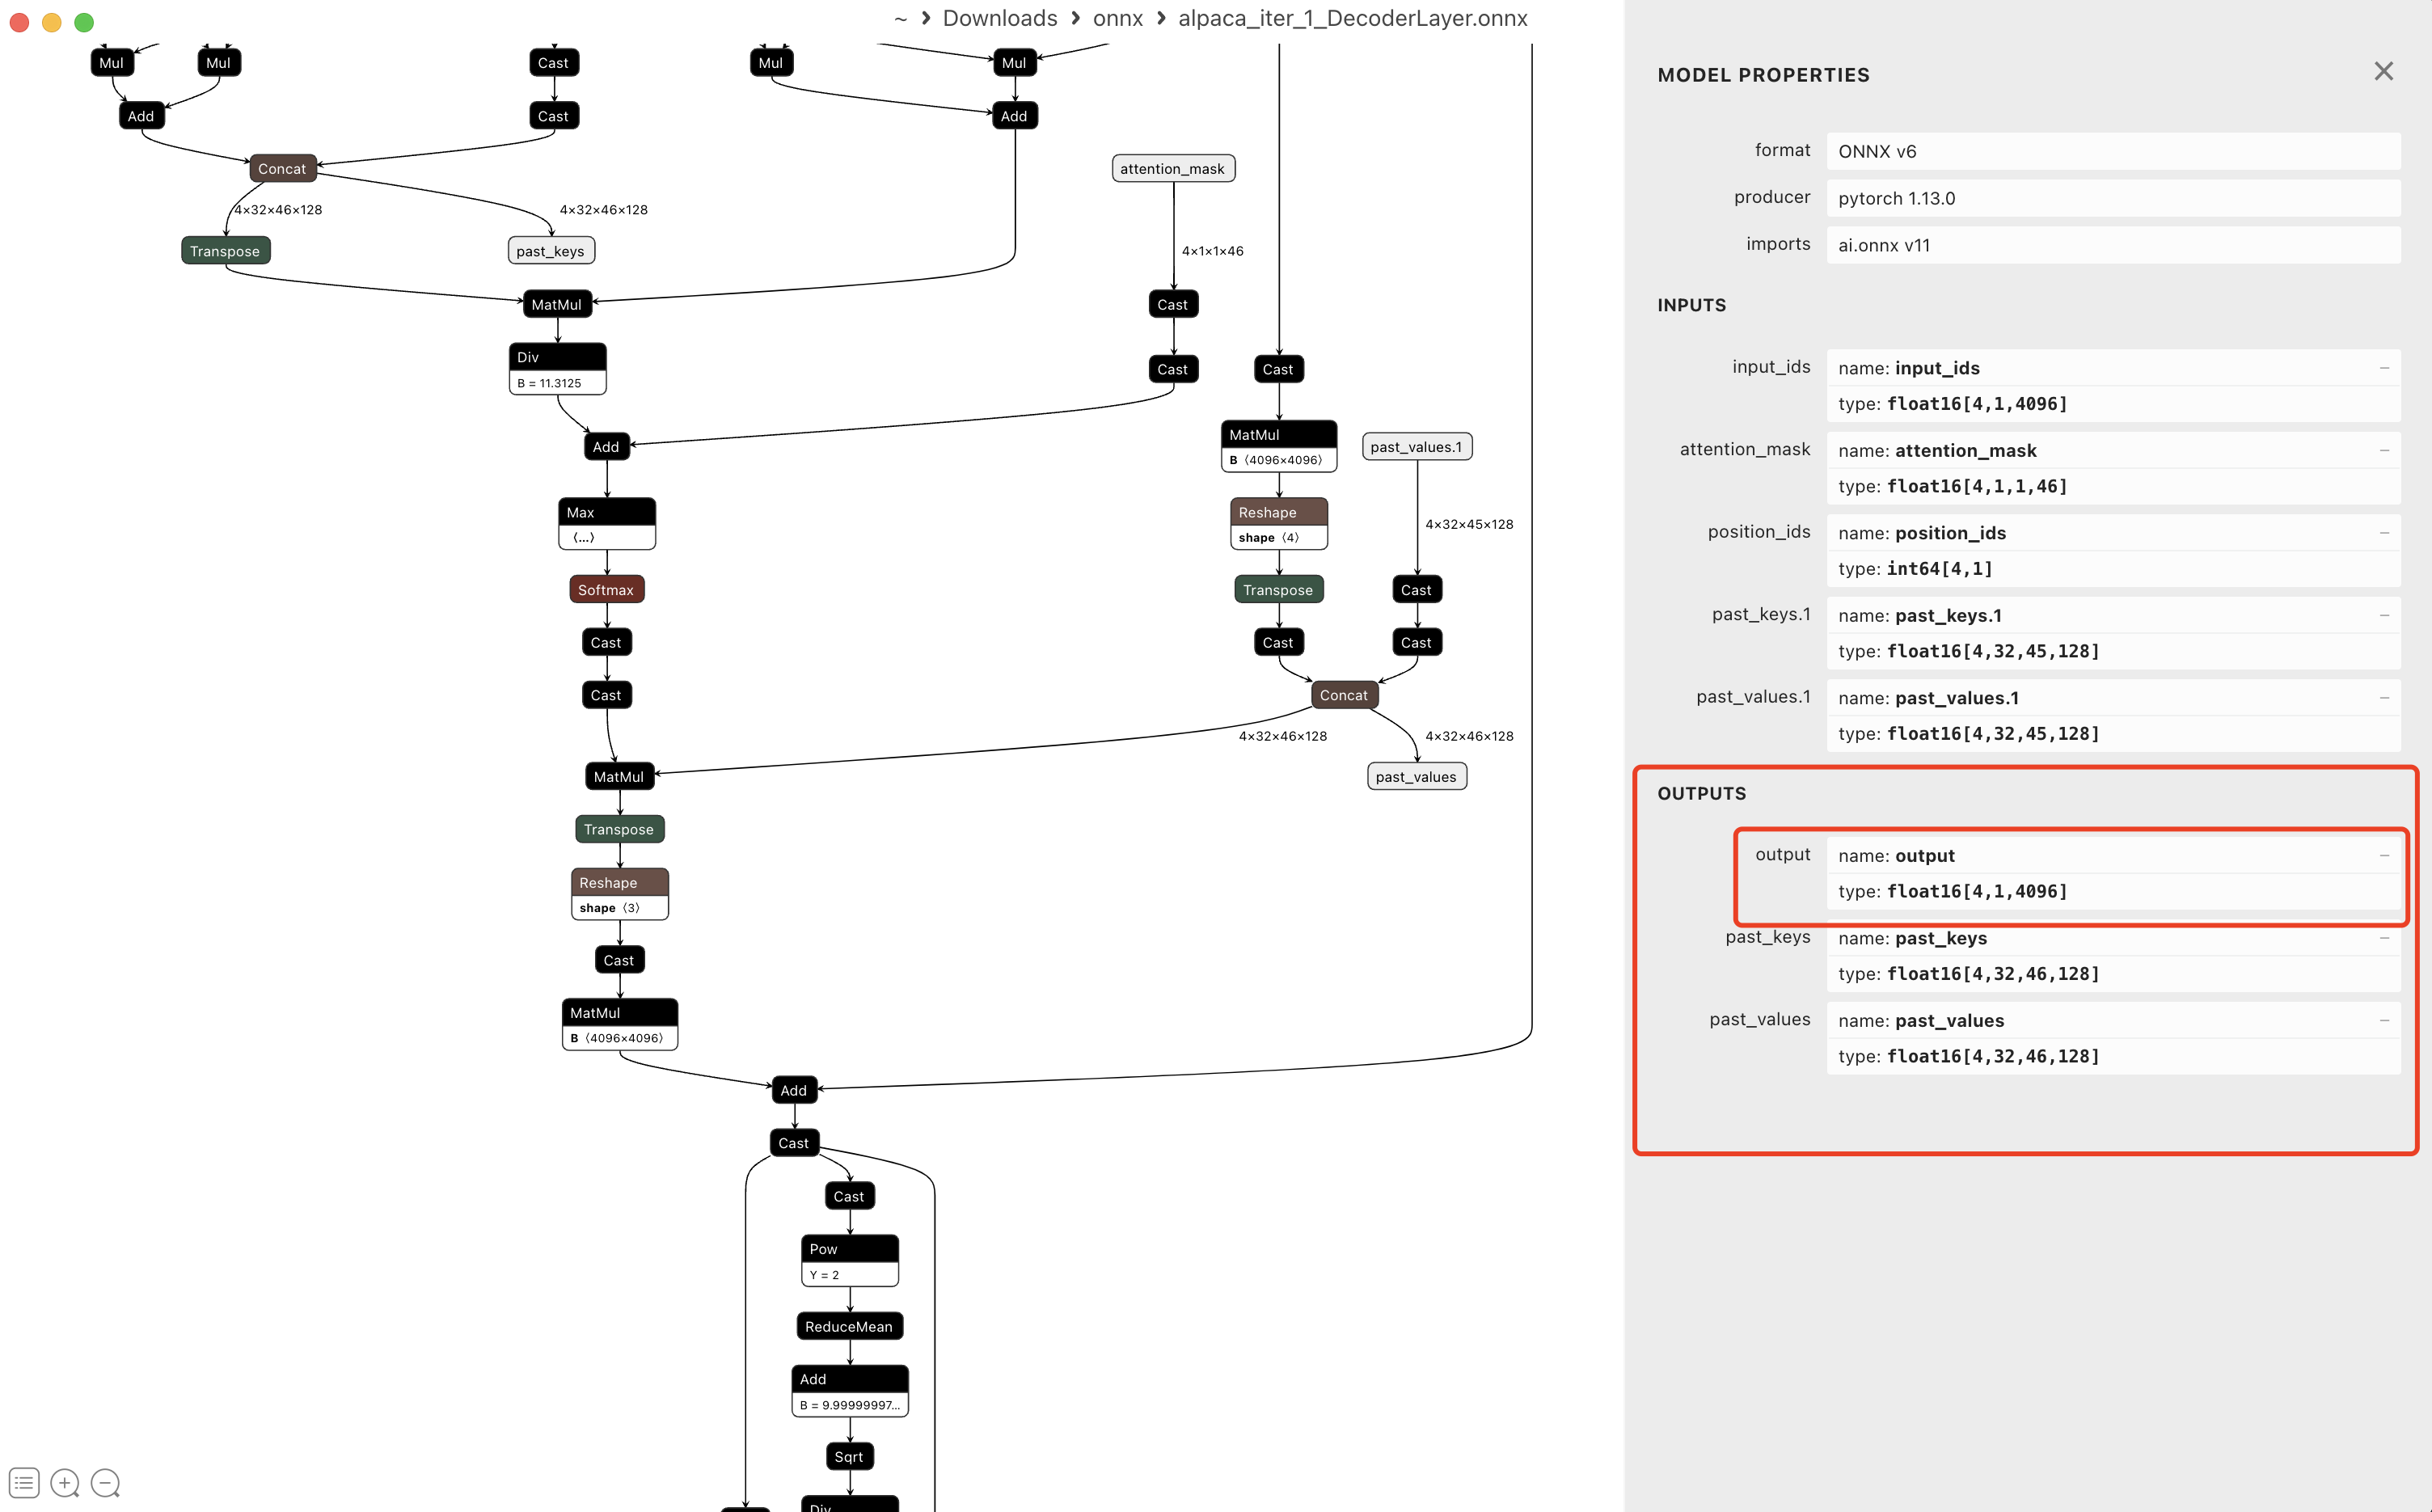 ~ › Downloads › onnx › alpaca_iter_1_DecoderLayer.onnx
Mul
Mul
Cast
Mul
Mul
Add
Cast
Add
Concat
attention_mask
4×32×46×128
4×32×46×128
Transpose
past_keys
4×1×1×46
MatMul
Cast
Div
B = 11.3125
Cast
Cast
Add
MatMul
B ⟨4096×4096⟩
past_values.1
Max
⟨...⟩
Reshape
shape ⟨4⟩
4×32×45×128
Softmax
Transpose
Cast
Cast
Cast
Cast
Cast
Concat
4×32×46×128
4×32×46×128
MatMul
past_values
Transpose
Reshape
shape ⟨3⟩
Cast
MatMul
B ⟨4096×4096⟩
Add
Cast
Cast
Pow
Y = 2
ReduceMean
Add
B = 9.99999997...
Sqrt
Div
MODEL PROPERTIES
format
ONNX v6
producer
pytorch 1.13.0
imports
ai.onnx v11
INPUTS
input_ids
name: input_ids
type: float16[4,1,4096]
attention_mask
name: attention_mask
type: float16[4,1,1,46]
position_ids
name: position_ids
type: int64[4,1]
past_keys.1
name: past_keys.1
type: float16[4,32,45,128]
past_values.1
name: past_values.1
type: float16[4,32,45,128]
OUTPUTS
output
name: output
type: float16[4,1,4096]
past_keys
name: past_keys
type: float16[4,32,46,128]
past_values
name: past_values
type: float16[4,32,46,128]